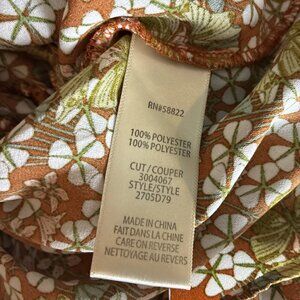 RN#58822
100% POLYESTER
100% POLYESTER
CUT / COUPER
3004067
STYLE/STYLE
2705D79
MADE IN CHINA
FAIT DANS LA CHINE
CARE ON REVERSE
NETTOYAGE AU REVERS